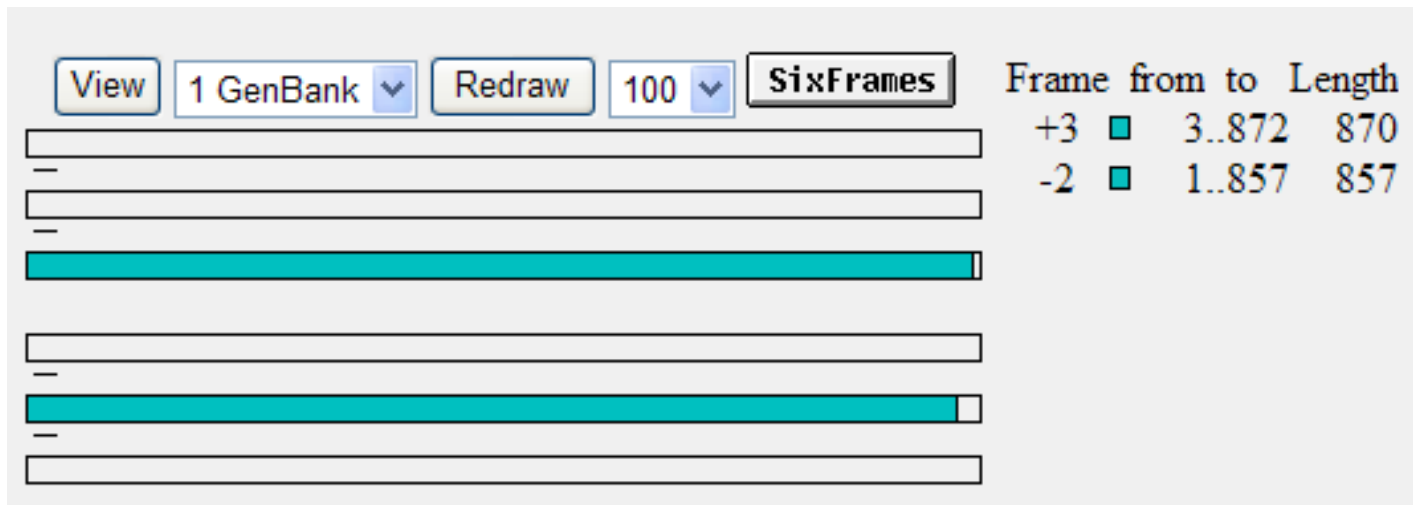 View 1 GenBank Redraw 100 SixFrames
Frame from to Length
+3 3..872 870
-2 1..857 857